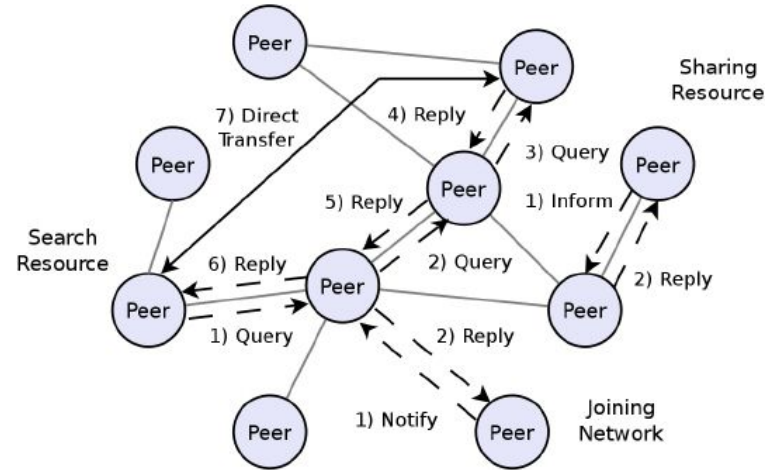 Peer
Peer
Sharing
Resource
7) Direct
Transfer
4) Reply
Peer
3) Query
Peer
Peer
1) Inform
5) Reply
Search
Resource
6) Reply
2) Query
2) Reply
Peer
Peer
Peer
1) Query
2) Reply
1) Notify
Joining
Network
Peer
Peer